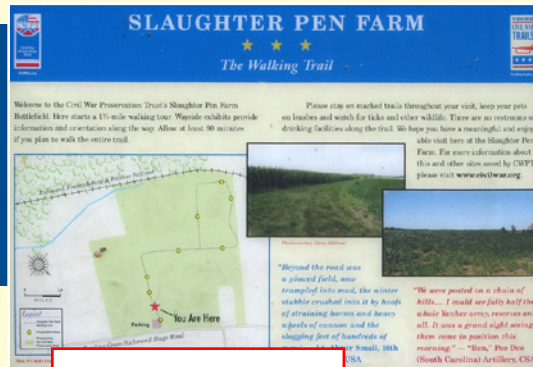 SLAUGHTER PEN FARM
The Walking Trail
CIVIL WAR
TRAILS
Welcome to the Civil War Preservation Trust's Slaughter Pen Farm
Battlefield. Here starts a 1¾-mile walking tour. Wayside exhibits provide
information and orientation along the way. Allow at least 90 minutes
if you plan to walk the entire trail.
Please stay on marked trails throughout your visit, keep your pets
on leashes and watch for ticks and other wildlife. There are no restrooms o
drinking facilities along the trail. We hope you have a meaningful and enjoy
able visit here at the Slaughter Pen
Farm. For more information about
this and other sites saved by CWPT
please visit www.civilwar.org.
You Are Here
Parking
Legend
"Beyond the road was
a plowed field, now
trampled into mud, the winter
stubble crushed into it by hoofs
of straining horses and heavy
wheels of cannon and the
slogging feet of hundreds of
Small, 16th
USA
"We were posted on a chain of
hills.... I could see fully half the
whole Yankee army, reserves and
all. It was a grand sight seeing
them come in position this
morning." — "Ben," Pee Dee
(South Carolina) Artillery, CSA